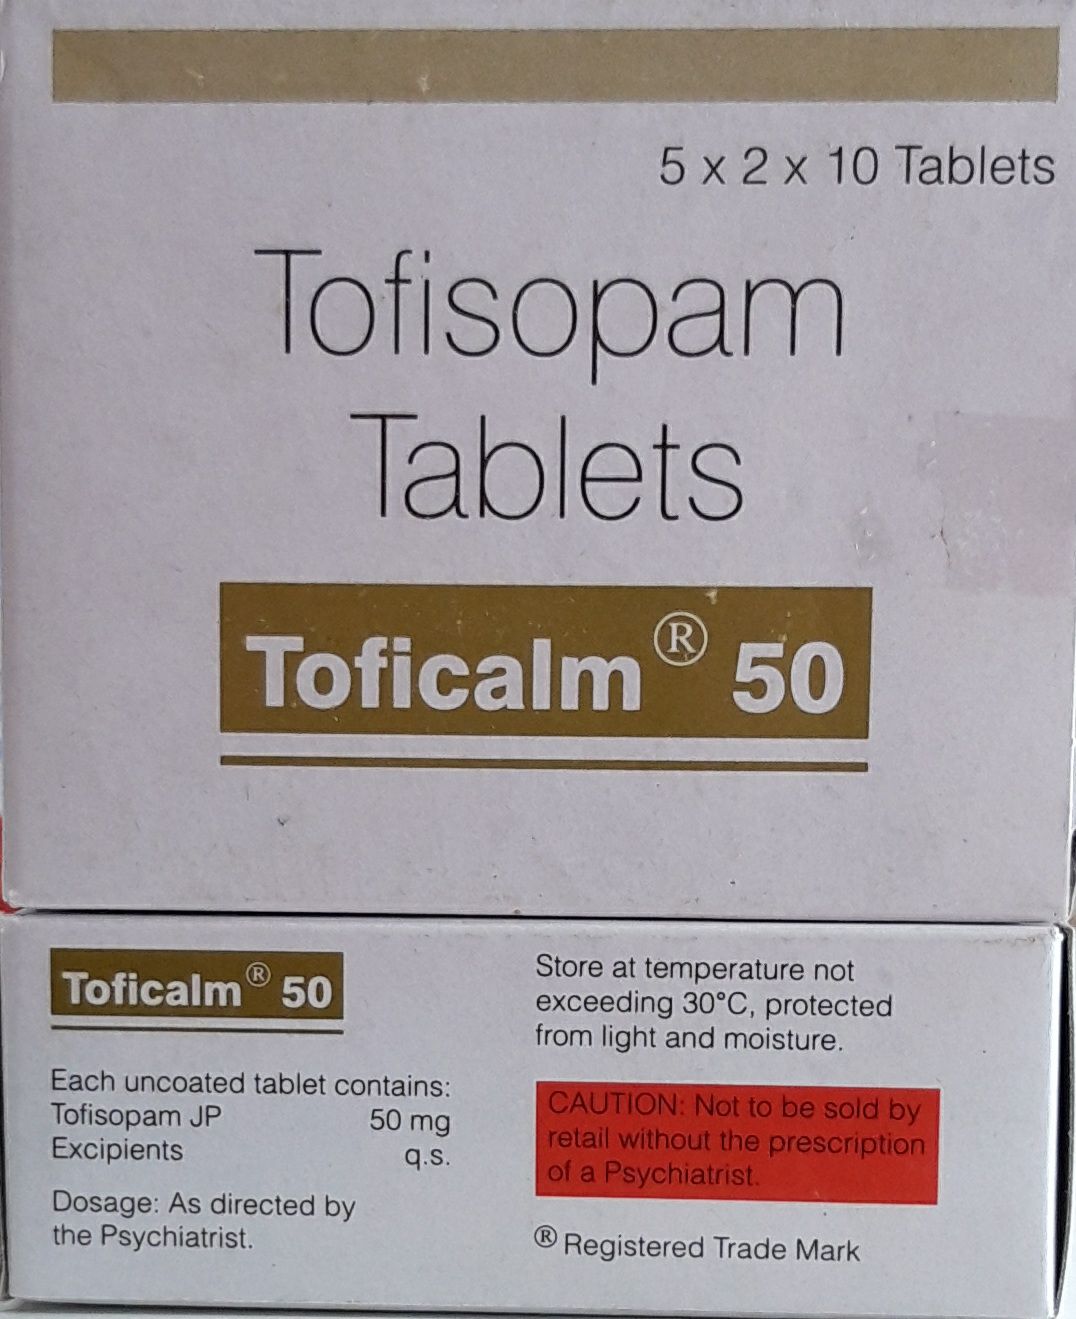 5 x 2 x 10 Tablets
Tofisopam
Tablets
Toficalm® 50
Toficalm® 50
Each uncoated tablet contains:
Tofisopam JP 50 mg
Excipients q.s.
Dosage: As directed by
the Psychiatrist.
Store at temperature not
exceeding 30°C, protected
from light and moisture.
CAUTION: Not to be sold by
retail without the prescription
of a Psychiatrist.
® Registered Trade Mark